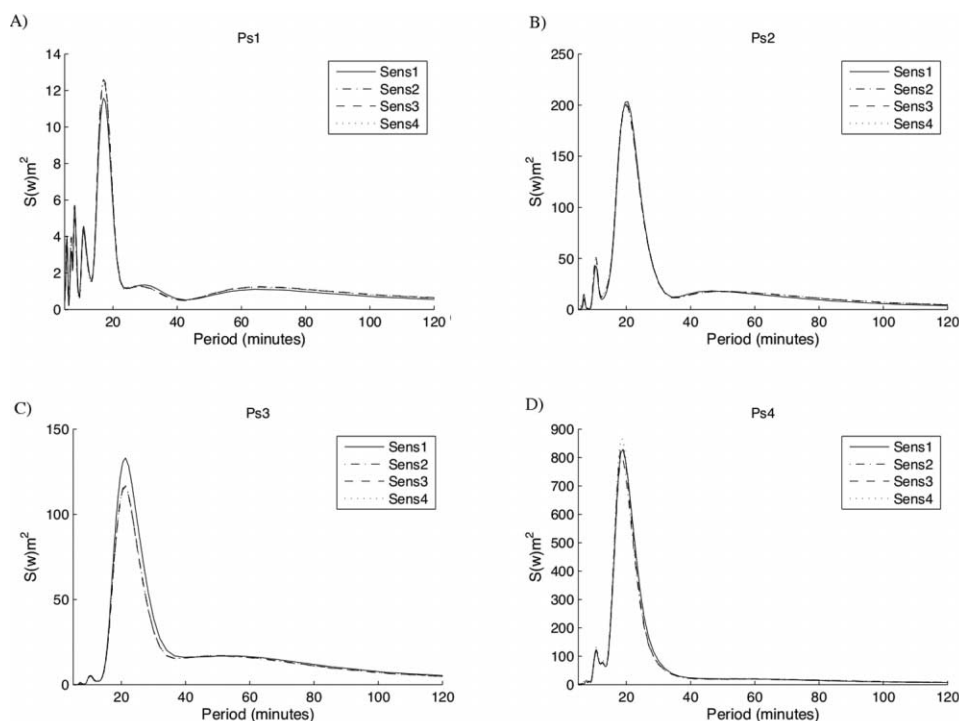 A)
Ps1
14
12
10
8
6
4
2
0
S(w)m²
20 40 60 80 100 120
Period (minutes)
Sens1
Sens2
Sens3
Sens4
B)
Ps2
250
200
150
100
50
0
S(w)m²
20 40 60 80 100 120
Period (minutes)
Sens1
Sens2
Sens3
Sens4
C)
Ps3
150
100
50
0
S(w)m²
20 40 60 80 100 120
Period (minutes)
Sens1
Sens2
Sens3
Sens4
D)
Ps4
900
800
700
600
500
400
300
200
100
0
S(w)m²
20 40 60 80 100 120
Period (minutes)
Sens1
Sens2
Sens3
Sens4